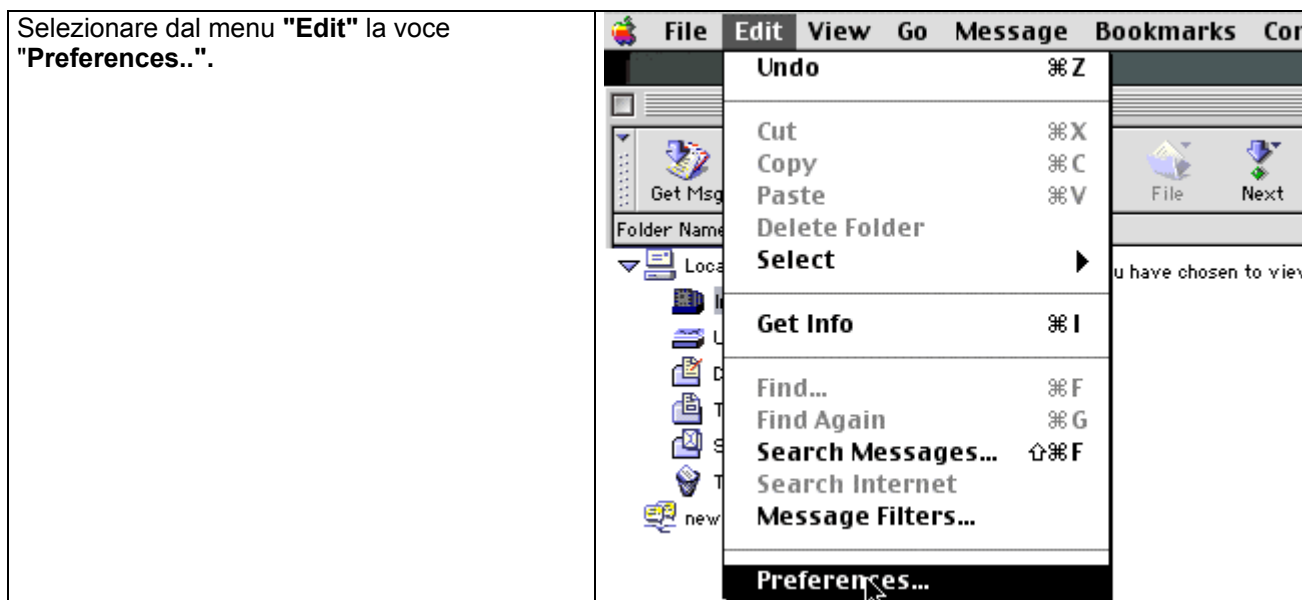 Selezionare dal menu "Edit" la voce
"Preferences..".
File Edit View Go Message Bookmarks
Undo ⌘Z
Cut ⌘X
Copy ⌘C
Paste ⌘V
Delete Folder
Select
Get Info ⌘I
Find... ⌘F
Find Again ⌘G
Search Messages... ⇧⌘F
Search Internet
Message Filters...
Preferences...
Get Msg
File Next
Folder Name
u have chosen to
new